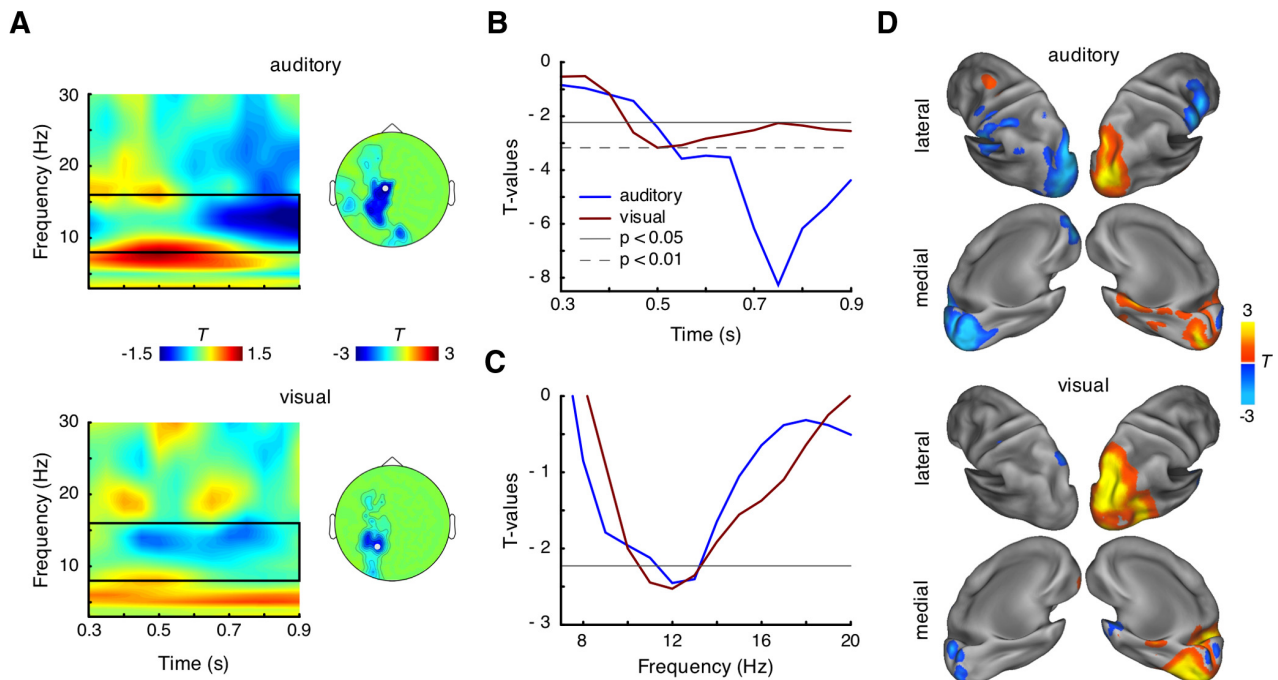 A
auditory
30
20
10
Frequency (Hz)
T
-1.5
1.5
T
-3
3
visual
30
20
10
Frequency (Hz)
0.3
0.5
0.7
0.9
Time (s)
B
0
- 2
- 4
- 6
- 8
T-values
auditory
visual
p < 0.05
p < 0.01
0.3
0.5
0.7
0.9
Time (s)
C
0
- 1
- 2
- 3
T-values
8
12
16
20
Frequency (Hz)
D
auditory
lateral
medial
3
T
-3
visual
lateral
medial